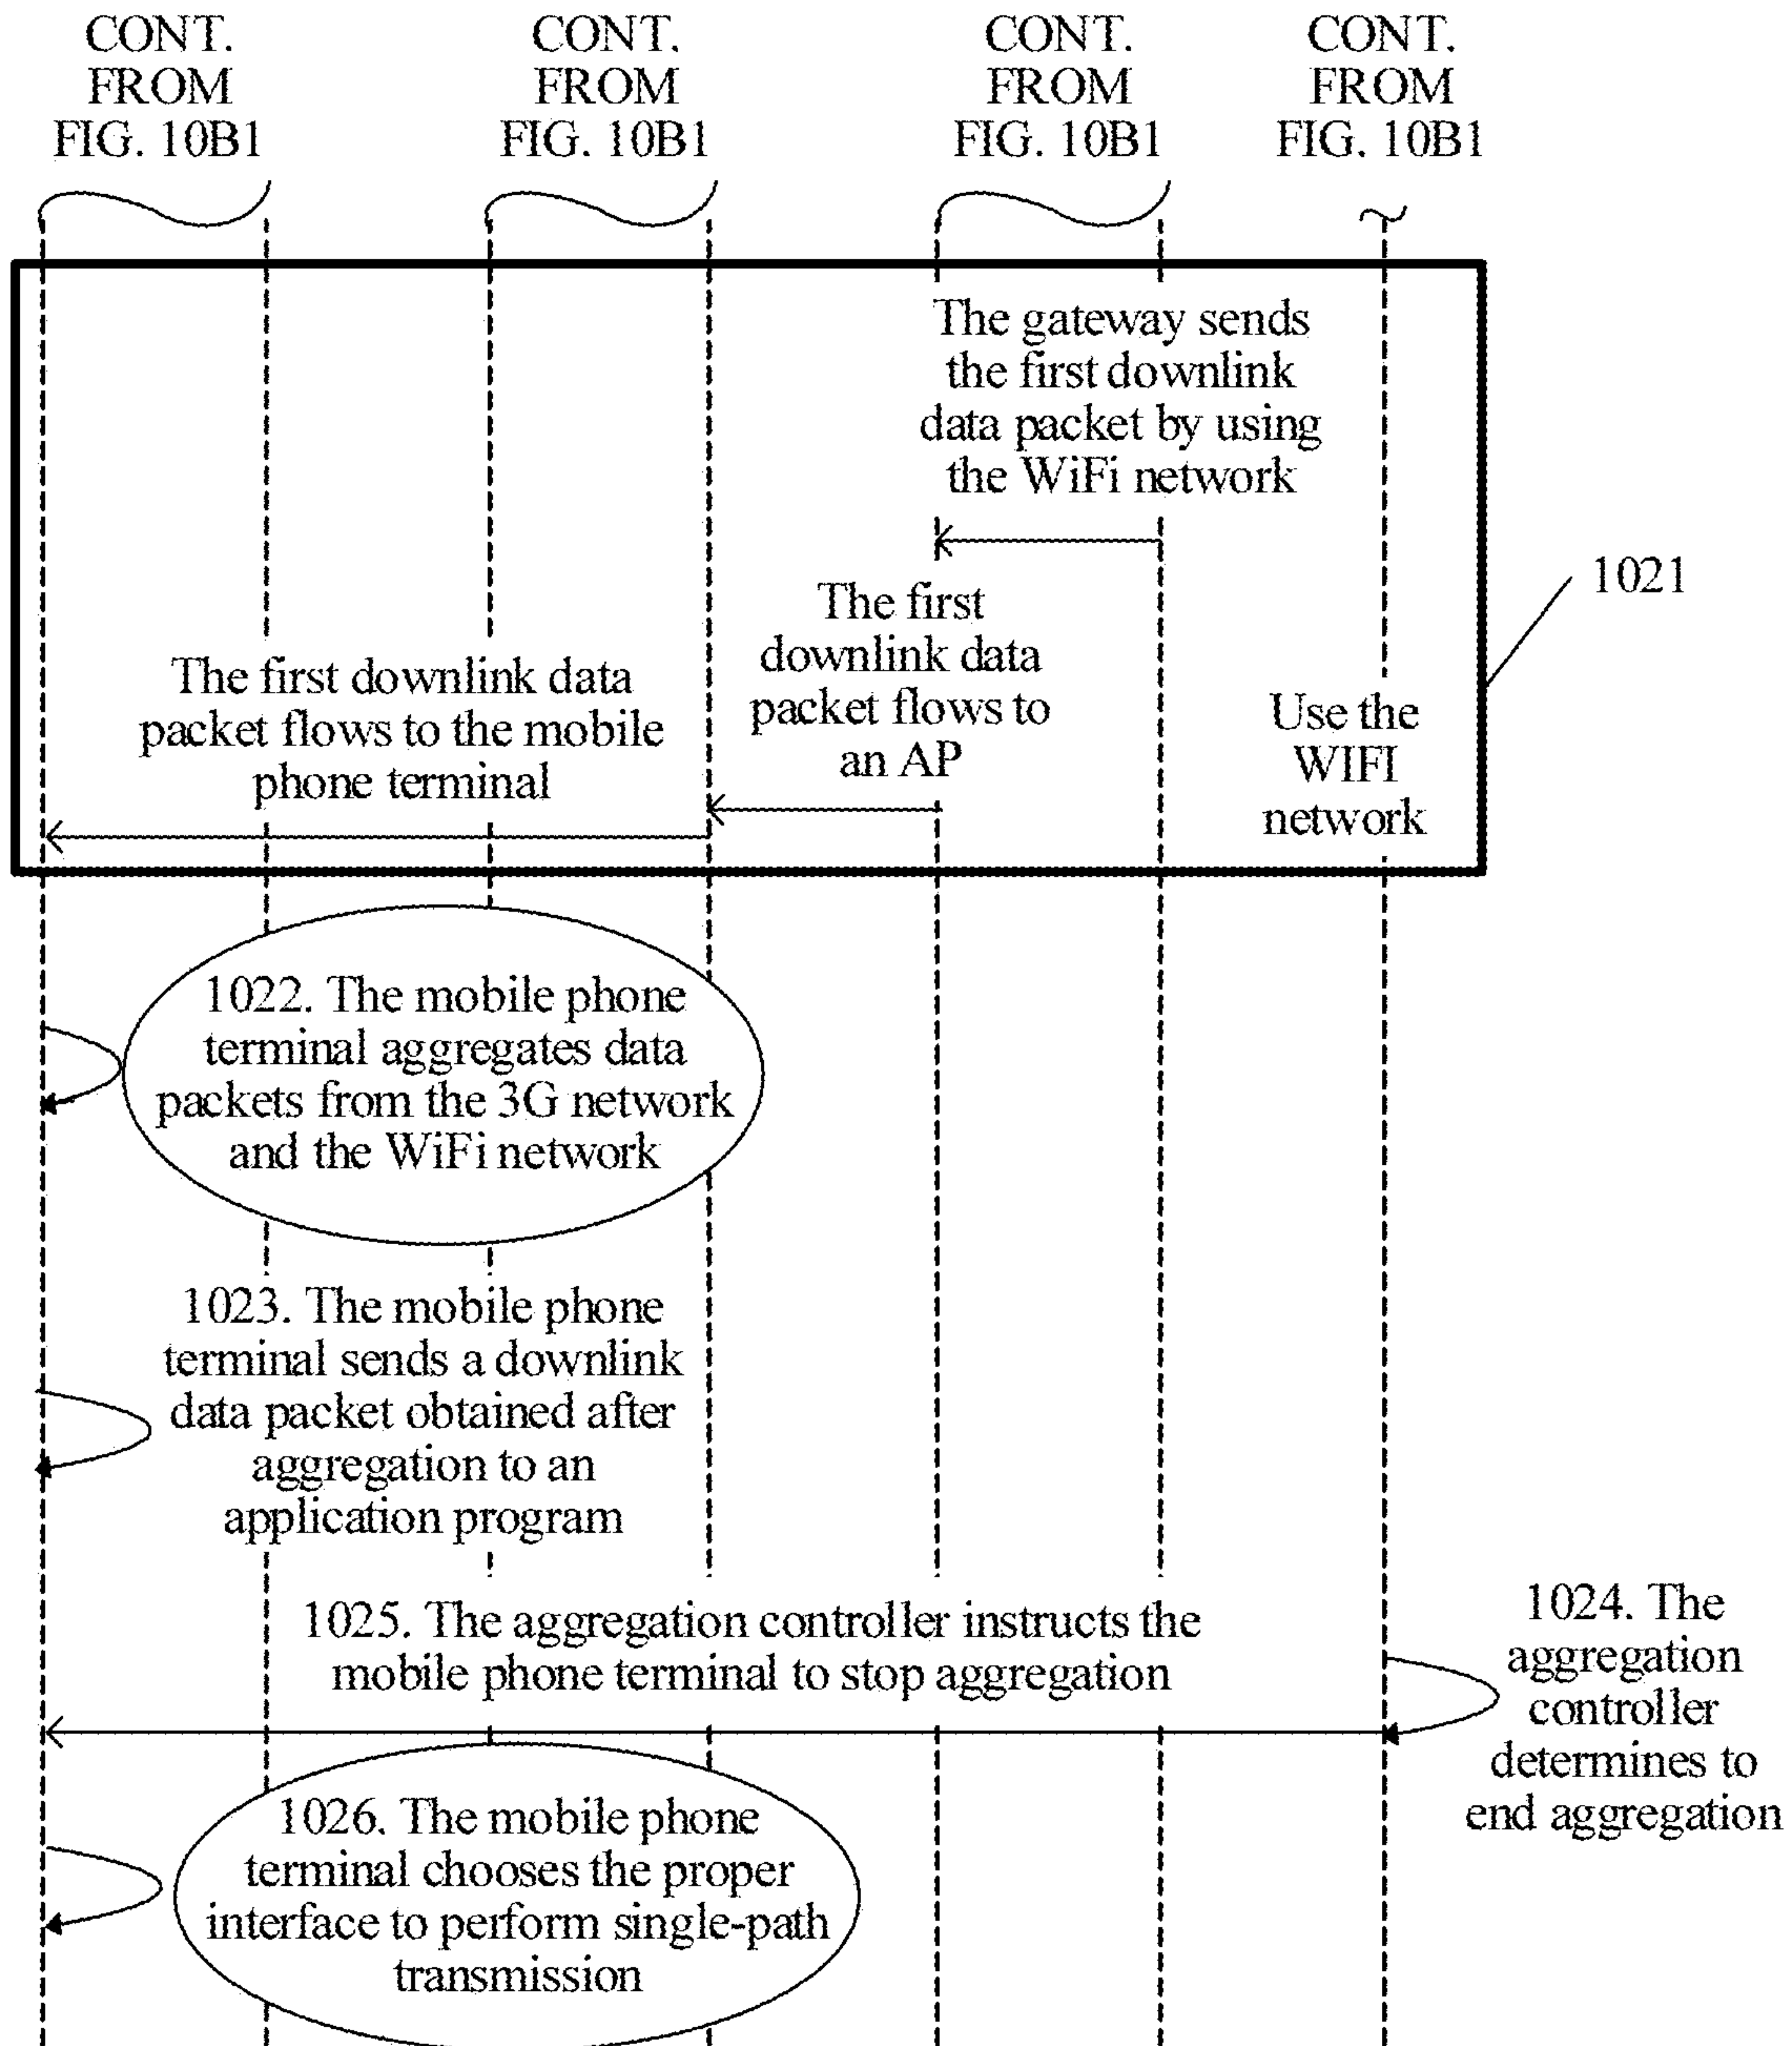 CONT.
FROM
FIG. 10B1
CONT.
FROM
FIG. 10B1
CONT.
FROM
FIG. 10B1
CONT.
FROM
FIG. 10B1
The gateway sends
the first downlink
data packet by using
the WiFi network
1021
The first
downlink data
packet flows to
an AP
The first downlink data
packet flows to the mobile
phone terminal
Use the
WIFI
network
1022. The mobile phone
terminal aggregates data
packets from the 3G network
and the WiFi network
1023. The mobile phone
terminal sends a downlink
data packet obtained after
aggregation to an
application program
1024. The
aggregation
controller
determines to
end aggregation
1025. The aggregation controller instructs the
mobile phone terminal to stop aggregation
1026. The mobile phone
terminal chooses the proper
interface to perform single-path
transmission